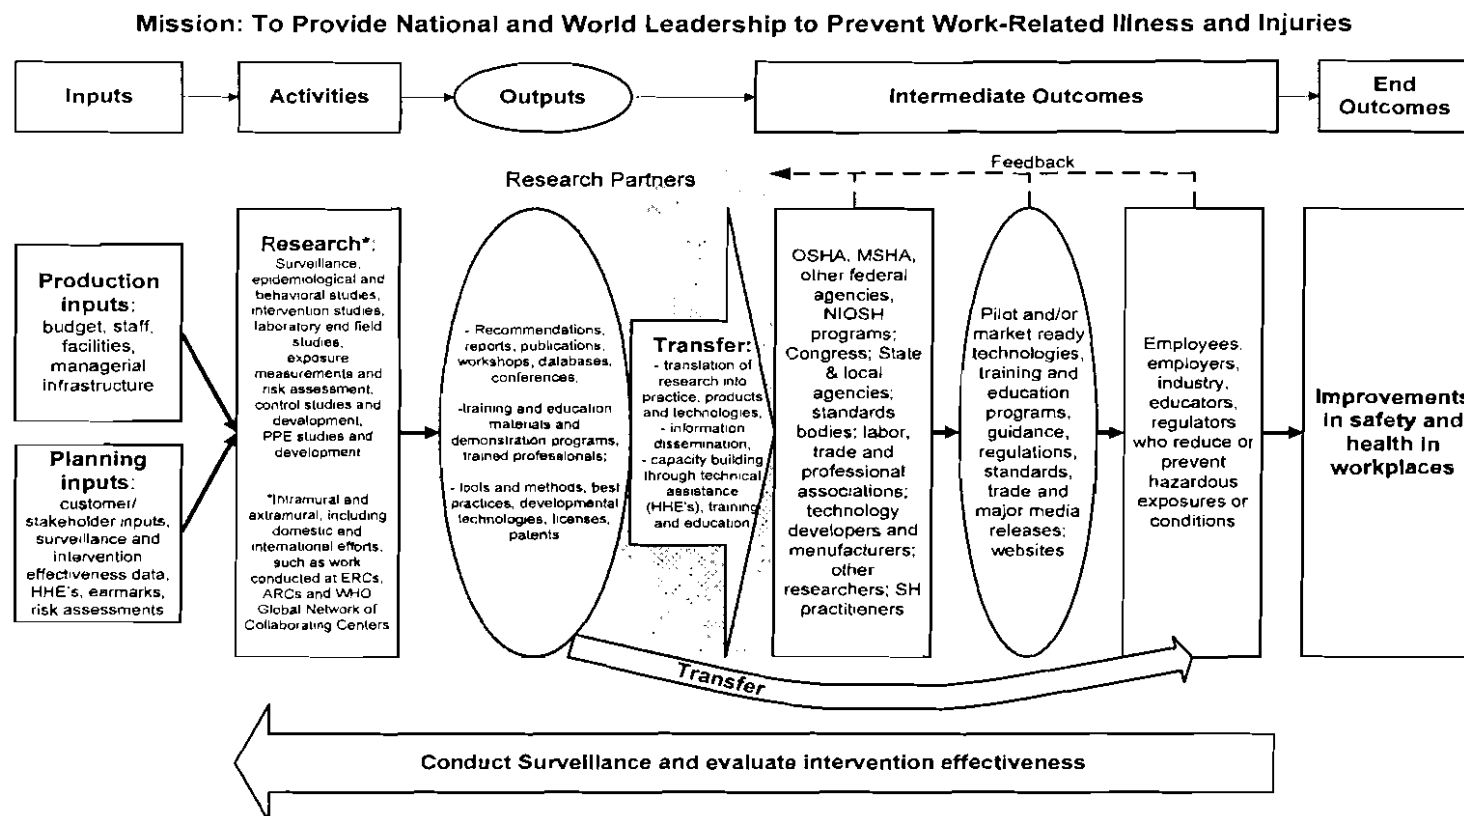 Mission: To Provide National and World Leadership to Prevent Work-Related Illness and Injuries
Inputs
Activities
Outputs
Intermediate Outcomes
End
Outcomes
Feedback
Research Partners
Production
inputs:
budget, staff,
facilities,
managerial
infrastructure
Planning
inputs:
customer/
stakeholder inputs,
surveillance and
intervention
effectiveness data,
HHE's, earmarks,
risk assessments
Research*:
Surveillance,
epidemiological and
behavioral studies,
intervention studies,
laboratory end field
studies,
exposure
measurements and
risk assessment,
control studies and
development,
PPE studies and
development
*Intramural and
extramural, including
domestic and
international efforts,
such as work
conducted at ERCs,
ARCs and WHO
Global Network of
Collaborating Centers
- Recommendations,
reports, publications,
workshops, databases,
conferences,
-training and education
materials and
demonstration programs,
trained professionals;
- tools and methods, best
practices, developmental
technologies, licenses,
patents
Transfer:
- translation of
research into
practice, products
and technologies,
- information
dissemination,
- capacity building
through technical
assistance
(HHE's), training
and education
OSHA, MSHA,
other federal
agencies,
NIOSH
programs;
Congress; State
& local
agencies;
standards
bodies; labor,
trade and
professional
associations;
technology
developers and
menufacturers;
other
researchers; SH
practitioners
Pilot and/or
market ready
technologies,
training and
education
programs,
guidance,
regulations,
standards,
trade and
major media
releases;
websites
Employees,
employers,
industry,
educators,
regulators
who reduce or
prevent
hazardous
exposures or
conditions
Improvements
in safety and
health in
workplaces
Transfer
Conduct Surveillance and evaluate intervention effectiveness